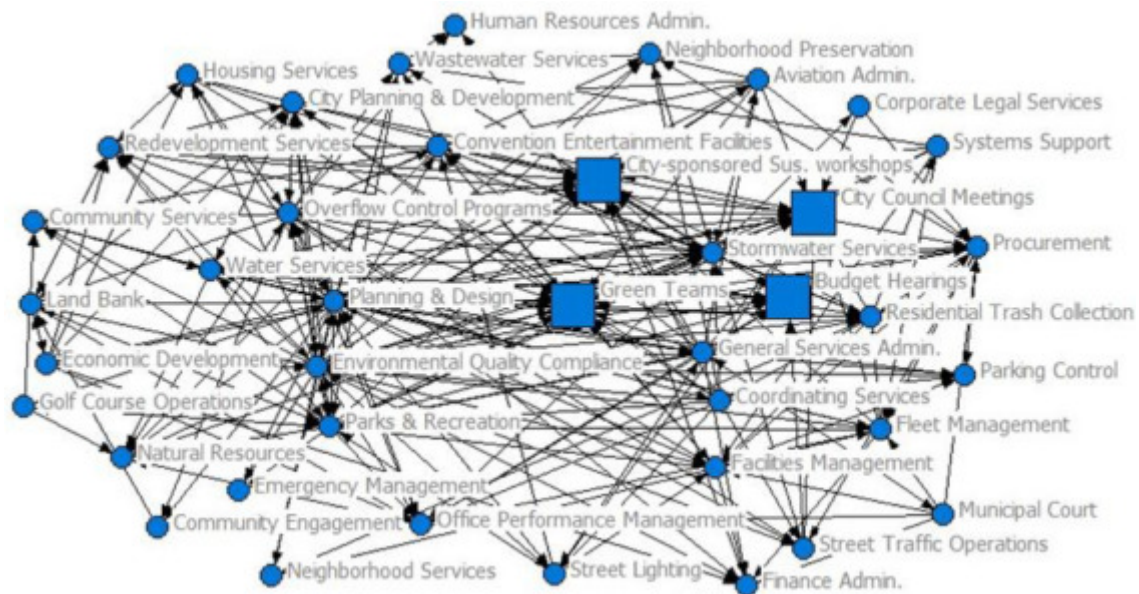 Human Resources Admin.
Wastewater Services
Neighborhood Preservation
Housing Services
Aviation Admin.
City Planning & Development
Corporate Legal Services
Redevelopment Services
Convention Entertainment Facilities
Systems Support
City-sponsored Sus. workshops
City Council Meetings
Community Services
Overflow Control Programs
Stormwater Services
Procurement
Water Services
Land Bank
Planning & Design
Green Teams
Budget Hearings
Residential Trash Collection
Economic Development
Environmental Quality Compliance
General Services Admin.
Parking Control
Golf Course Operations
Coordinating Services
Parks & Recreation
Fleet Management
Natural Resources
Facilities Management
Emergency Management
Municipal Court
Community Engagement
Office Performance Management
Street Traffic Operations
Neighborhood Services
Street Lighting
Finance Admin.